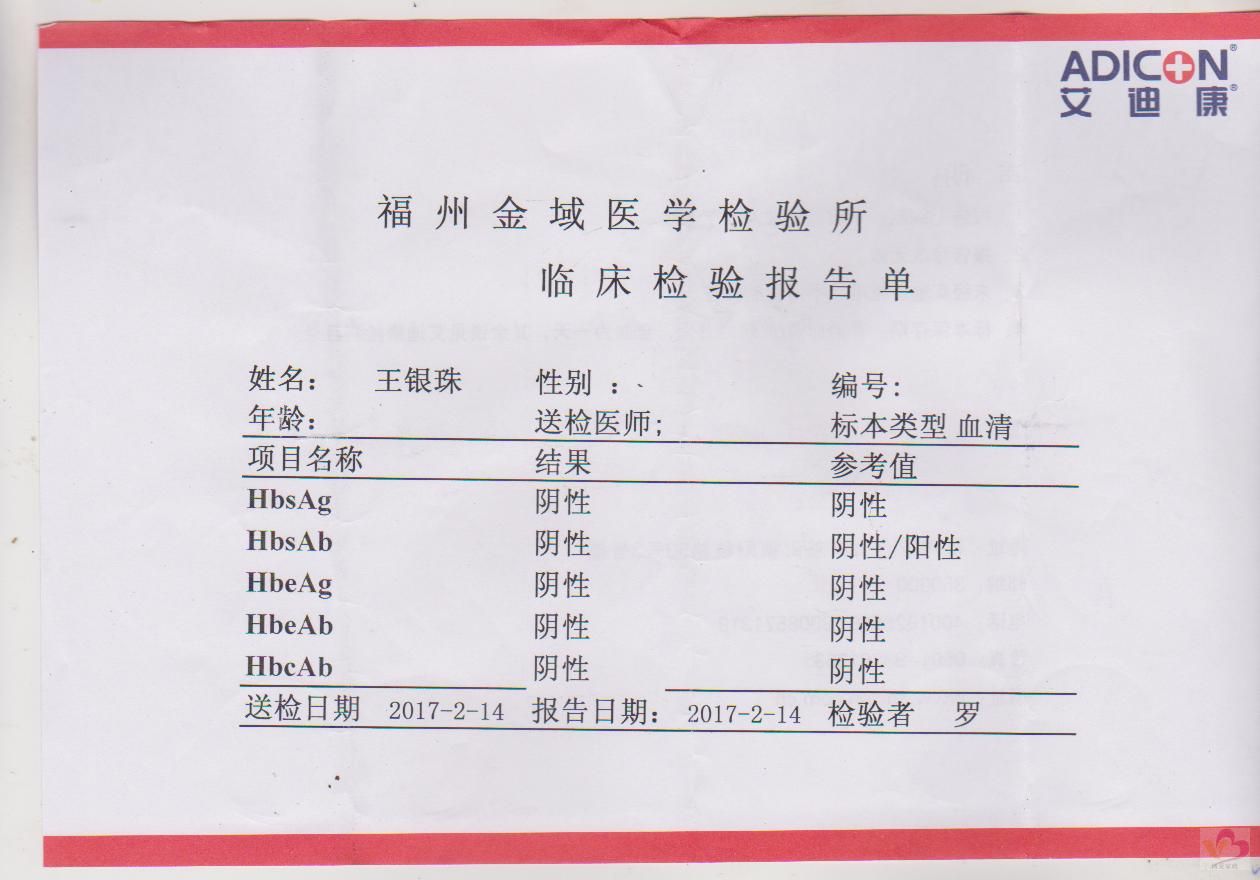 ADICON®
艾迪康®
福州金域医学检验所
临床检验报告单
姓名： 王银珠 性别 ：、 编号:
年龄： 送检医师; 标本类型 血清
项目名称 结果 参考值
HbsAg 阴性 阴性
HbsAb 阴性 阴性/阳性
HbeAg 阴性 阴性
HbeAb 阴性 阴性
HbcAb 阴性 阴性
送检日期 2017-2-14 报告日期： 2017-2-14 检验者 罗